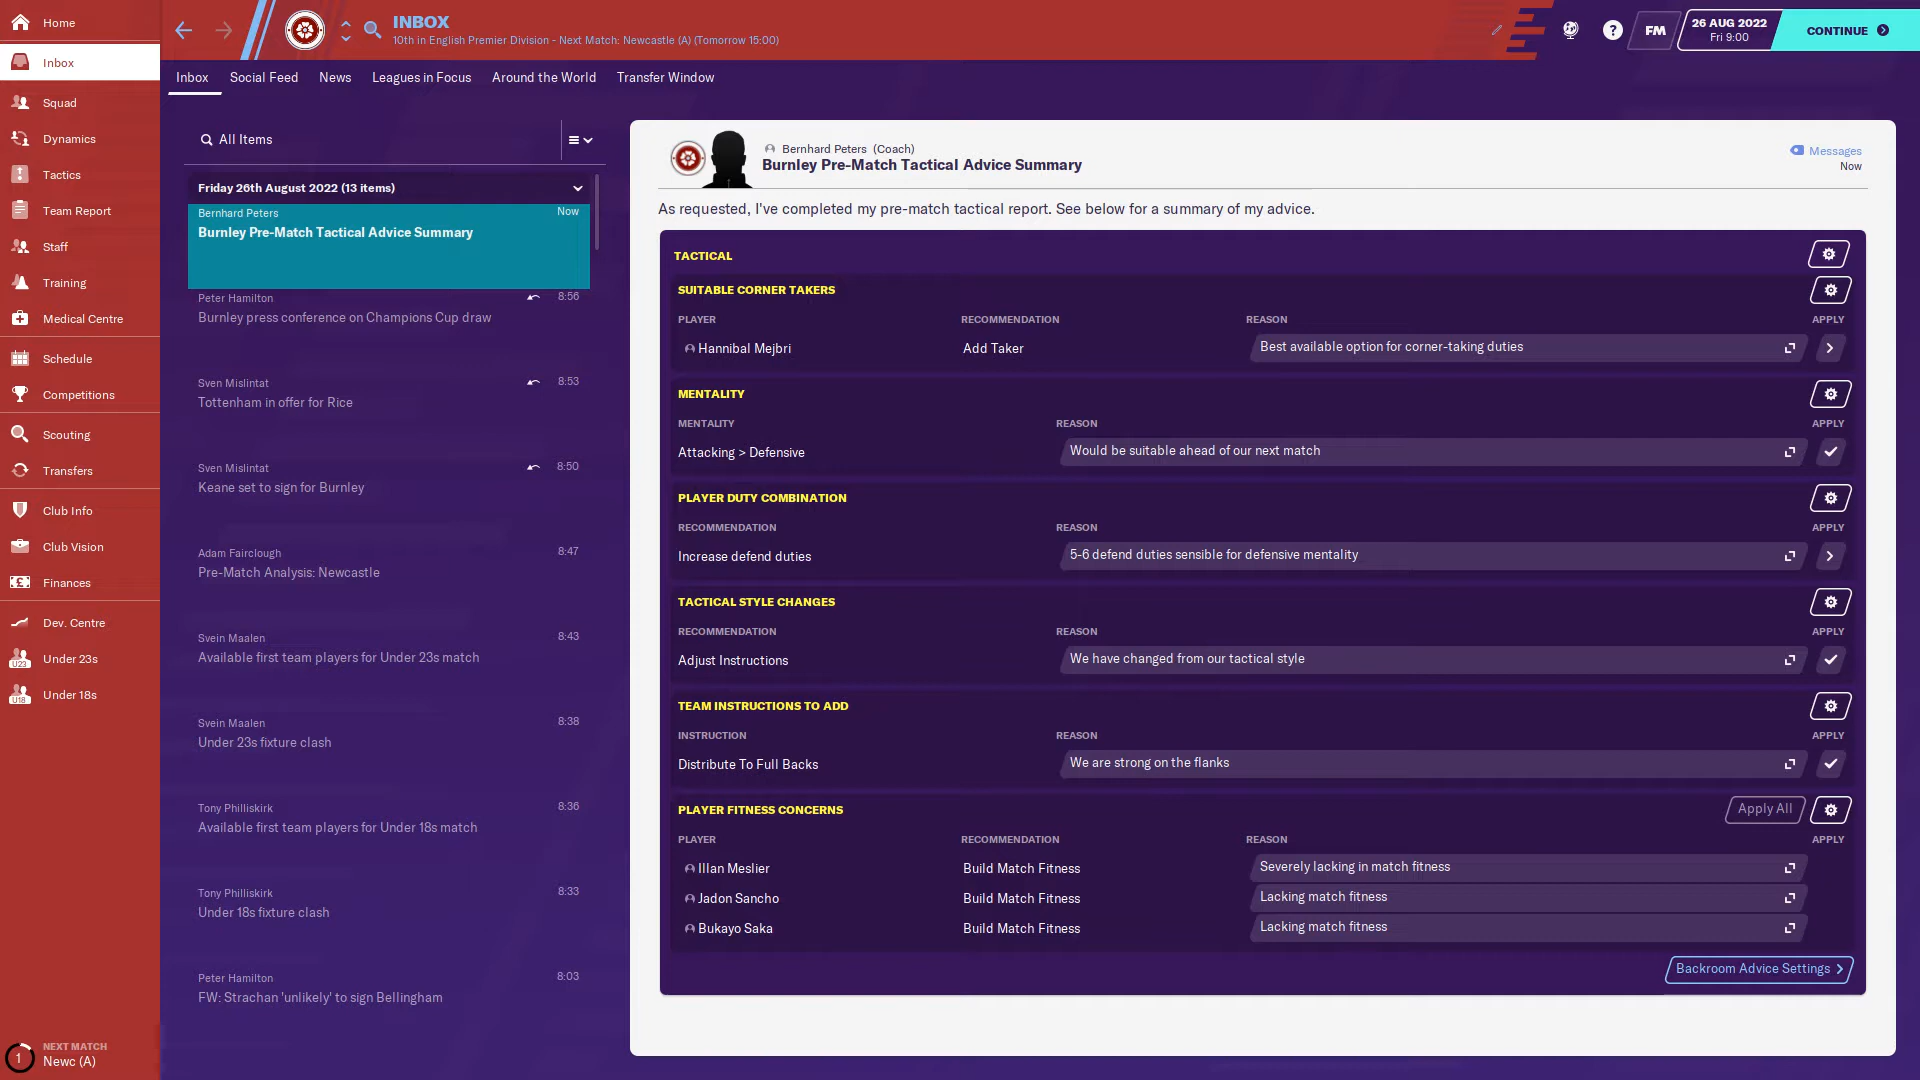 Home
Inbox
Squad
Dynamics
Tactics
Team Report
Staff
Training
Medical Centre
Schedule
Competitions
Scouting
Transfers
Club Info
Club Vision
Finances
Dev. Centre
U23
Under 23s
U18
Under 18s
1
NEXT MATCH
Newc (A)
INBOX
10th in English Premier Division - Next Match: Newcastle (A) (Tomorrow 15:00)
?
FM
26 AUG 2022
Fri 9:00
CONTINUE
Inbox
Social Feed
News
Leagues in Focus
Around the World
Transfer Window
All Items
Friday 26th August 2022 (13 items)
Bernhard Peters
Now
Burnley Pre-Match Tactical Advice Summary
Peter Hamilton
8:56
Burnley press conference on Champions Cup draw
Sven Mislintat
8:53
Tottenham in offer for Rice
Sven Mislintat
8:50
Keane set to sign for Burnley
Adam Fairclough
8:47
Pre-Match Analysis: Newcastle
Svein Maalen
8:43
Available first team players for Under 23s match
Svein Maalen
8:38
Under 23s fixture clash
Tony Philliskirk
8:36
Available first team players for Under 18s match
Tony Philliskirk
8:33
Under 18s fixture clash
Peter Hamilton
8:03
FW: Strachan 'unlikely' to sign Bellingham
Bernhard Peters (Coach)
Burnley Pre-Match Tactical Advice Summary
Messages
Now
As requested, I've completed my pre-match tactical report. See below for a summary of my advice.
TACTICAL
SUITABLE CORNER TAKERS
PLAYER RECOMMENDATION REASON APPLY
Hannibal Mejbri Add Taker Best available option for corner-taking duties
MENTALITY
MENTALITY REASON APPLY
Attacking > Defensive Would be suitable ahead of our next match
PLAYER DUTY COMBINATION
RECOMMENDATION REASON APPLY
Increase defend duties 5-6 defend duties sensible for defensive mentality
TACTICAL STYLE CHANGES
RECOMMENDATION REASON APPLY
Adjust Instructions We have changed from our tactical style
TEAM INSTRUCTIONS TO ADD
INSTRUCTION REASON APPLY
Distribute To Full Backs We are strong on the flanks
PLAYER FITNESS CONCERNS Apply All
PLAYER RECOMMENDATION REASON APPLY
Illan Meslier Build Match Fitness Severely lacking in match fitness
Jadon Sancho Build Match Fitness Lacking match fitness
Bukayo Saka Build Match Fitness Lacking match fitness
Backroom Advice Settings